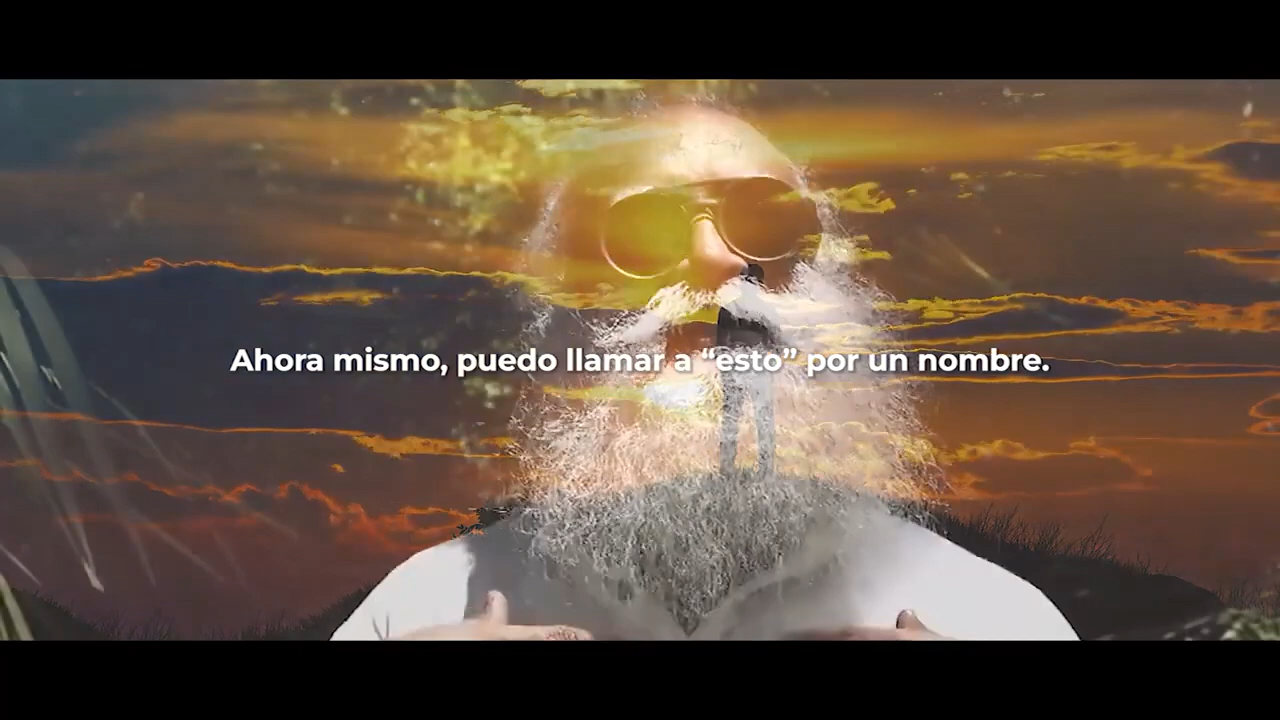 Ahora mismo, puedo llamar a “esto” por un nombre.